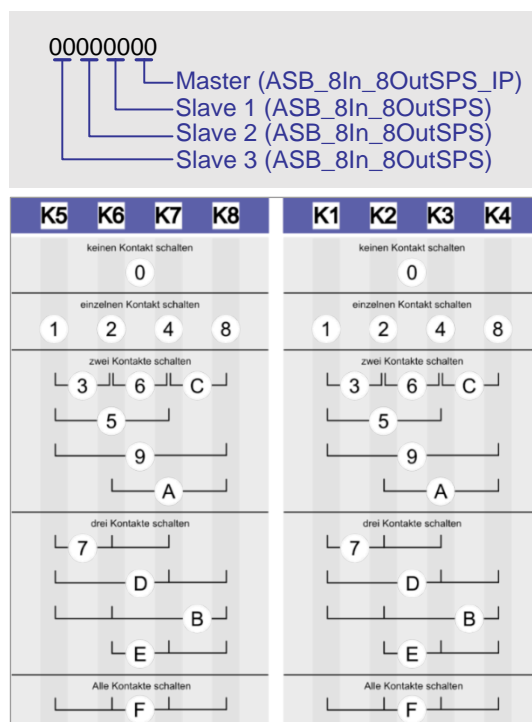 00000000
Master (ASB_8In_8OutSPS_IP)
Slave 1 (ASB_8In_8OutSPS)
Slave 2 (ASB_8In_8OutSPS)
Slave 3 (ASB_8In_8OutSPS)
K5 K6 K7 K8 K1 K2 K3 K4
keinen Kontakt schalten keinen Kontakt schalten
0 0
einzelnen Kontakt schalten einzelnen Kontakt schalten
1 2 4 8 1 2 4 8
zwei Kontakte schalten zwei Kontakte schalten
3 6 C 3 6 C
5 5
9 9
A A
drei Kontakte schalten drei Kontakte schalten
7 7
D D
B B
E E
Alle Kontakte schalten Alle Kontakte schalten
F F